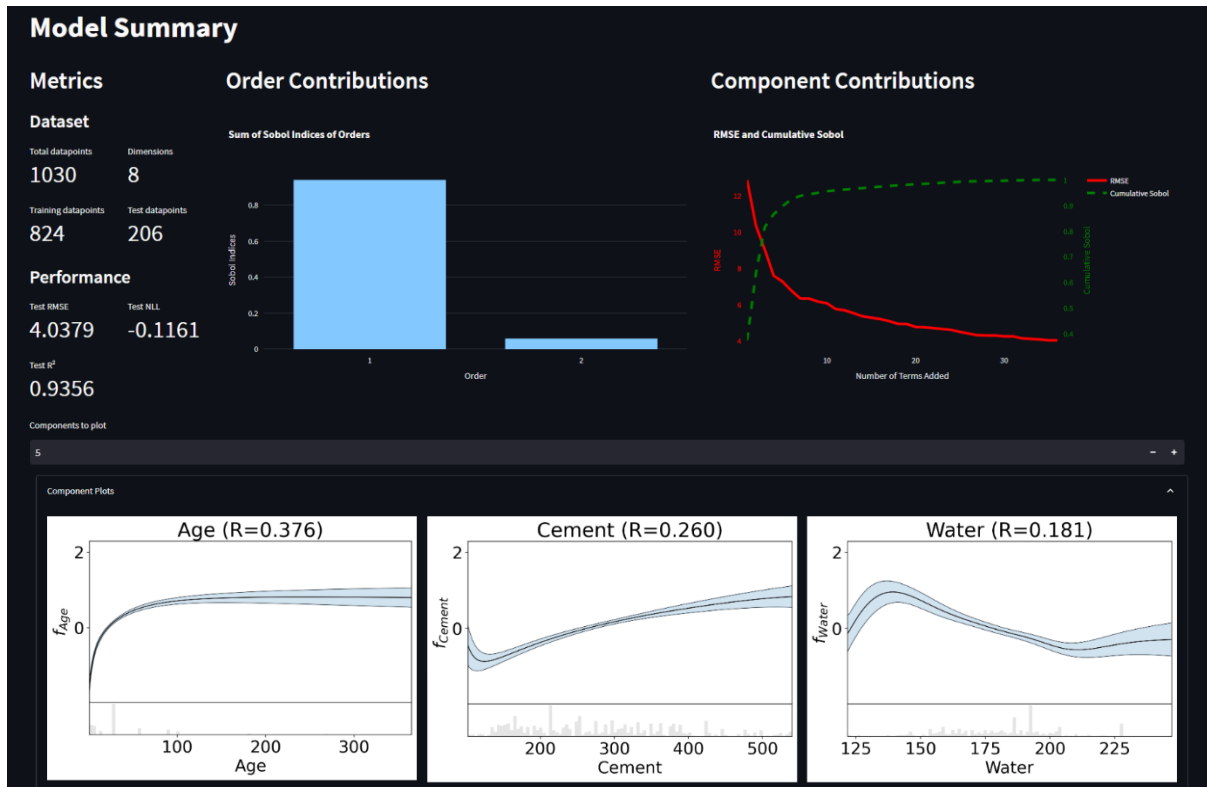 Model Summary
Metrics
Dataset
Total datapoints Dimensions
1030 8
Training datapoints Test datapoints
824 206
Performance
Test RMSE Test NLL
4.0379 -0.1161
Test R²
0.9356
Order Contributions
Sum of Sobol Indices of Orders
0.8
0.6
0.4
0.2
0
Sobol Indices
1 2
Order
Component Contributions
RMSE and Cumulative Sobol
12
10
8
6
4
RMSE
1
0.9
0.8
0.7
0.6
0.5
0.4
Cumulative Sobol
10 20 30
Number of Terms Added
RMSE
Cumulative Sobol
Components to plot
5 - +
Component Plots
Age (R=0.376)
2
0
f_Age
100 200 300
Age
Cement (R=0.260)
2
0
f_Cement
200 300 400 500
Cement
Water (R=0.181)
2
0
f_Water
125 150 175 200 225
Water